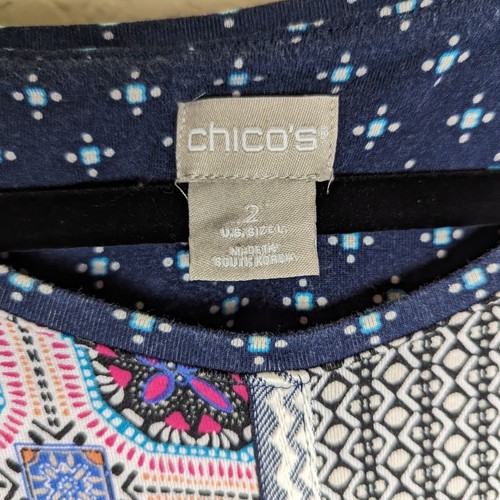 chico's®
2
U.S. SIZE L
MADE IN
SOUTH KOREA